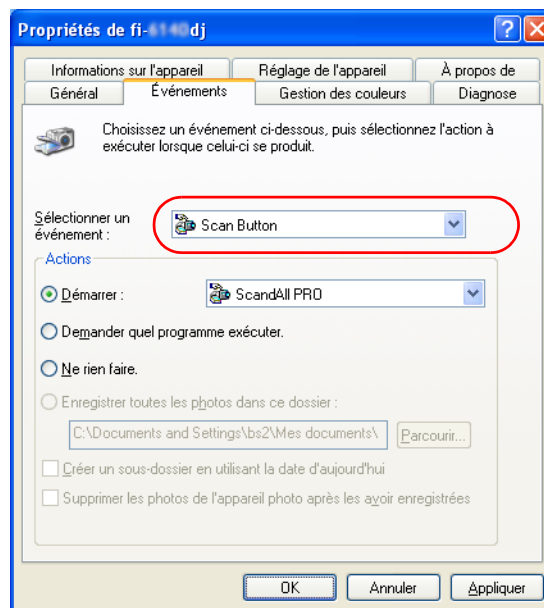 Propriétés de fi-6140dj
Informations sur l'appareil Réglage de l'appareil À propos de
Général Événements Gestion des couleurs Diagnose
Choisissez un événement ci-dessous, puis sélectionnez l'action à
exécuter lorsque celui-ci se produit.
Sélectionner un
événement :
Scan Button
Actions
Démarrer : ScandAll PRO
Demander quel programme exécuter.
Ne rien faire.
Enregistrer toutes les photos dans ce dossier :
C:\Documents and Settings\bs2\Mes documents\ Parcourir...
Créer un sous-dossier en utilisant la date d'aujourd'hui
Supprimer les photos de l'appareil photo après les avoir enregistrées
OK Annuler Appliquer